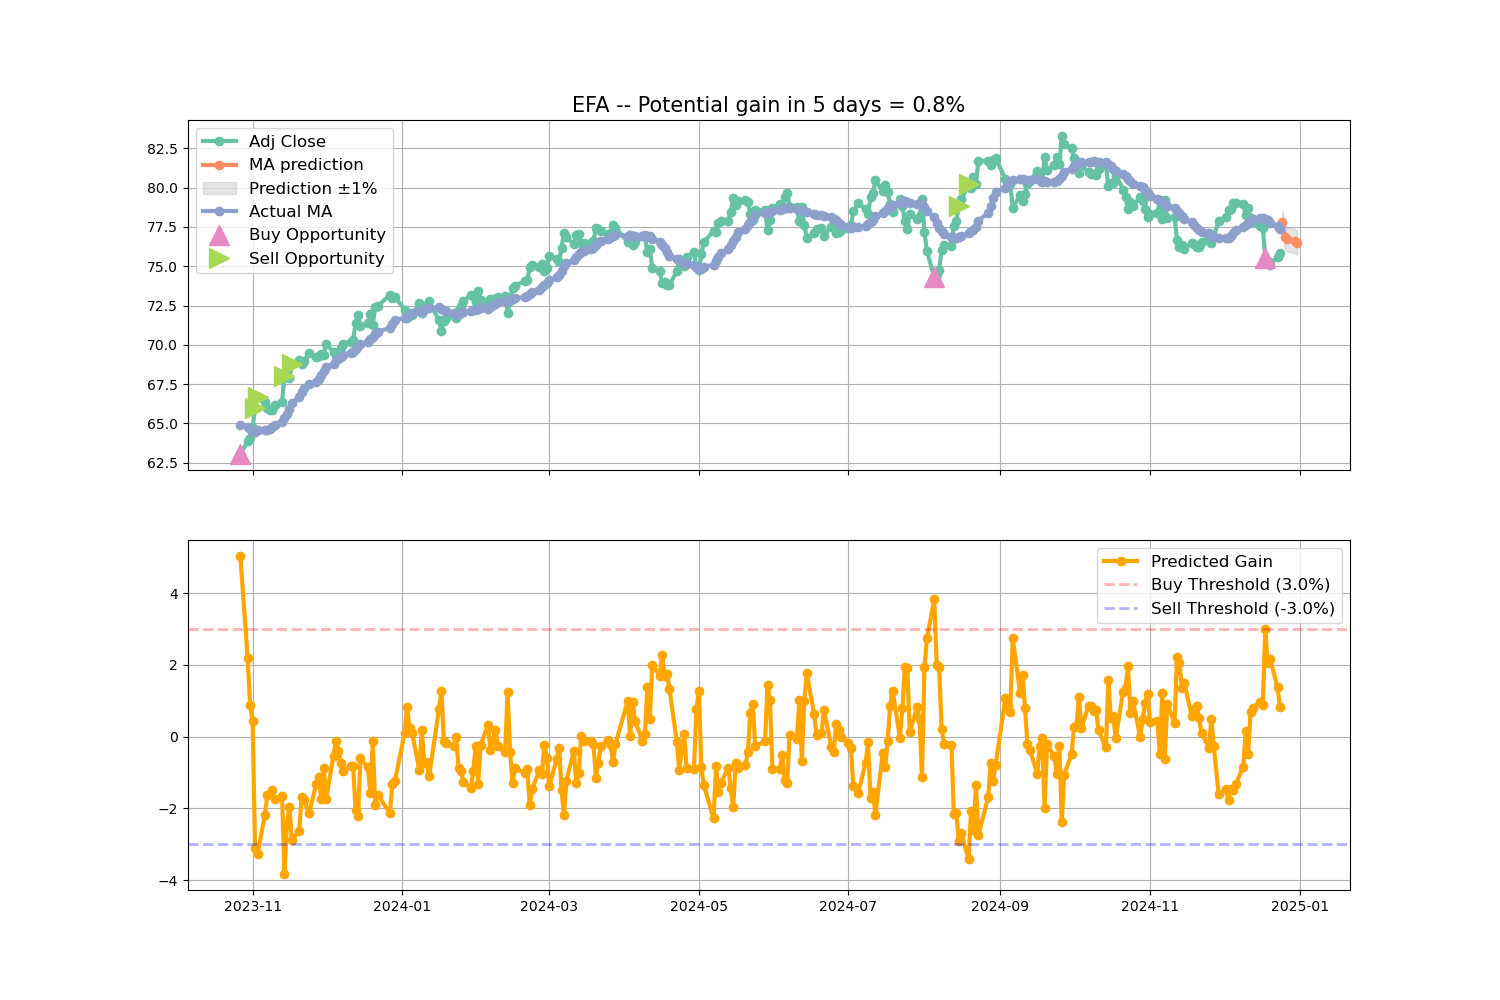 EFA -- Potential gain in 5 days = 0.8%
Adj Close
MA prediction
Prediction ±1%
Actual MA
Buy Opportunity
Sell Opportunity
82.5
80.0
77.5
75.0
72.5
70.0
67.5
65.0
62.5
Predicted Gain
Buy Threshold (3.0%)
Sell Threshold (-3.0%)
4
2
0
−2
−4
2023-11
2024-01
2024-03
2024-05
2024-07
2024-09
2024-11
2025-01